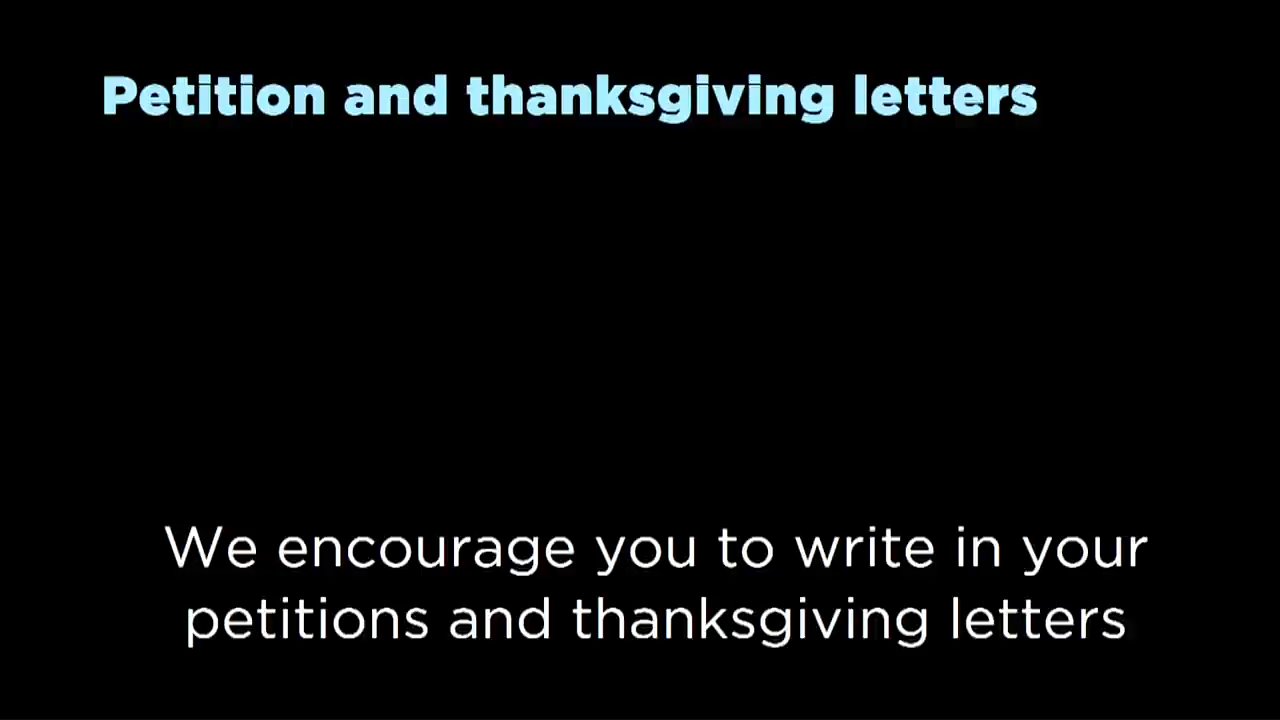 Petition and thanksgiving letters
We encourage you to write in your
petitions and thanksgiving letters